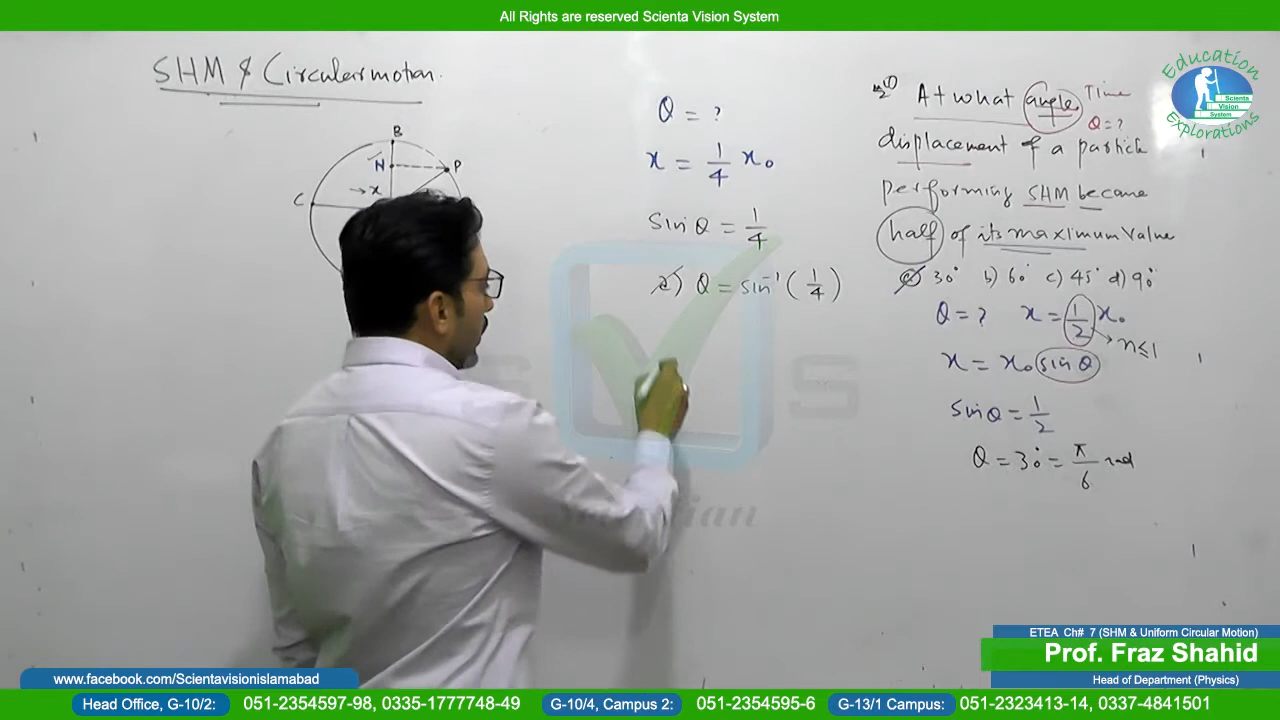 All Rights are reserved Scienta Vision System
SHM & Circular motion.
B
N
P
x
C
θ = ?
x = 1/4 x₀
Sin θ = 1/4
a) θ = sin⁻¹ (1/4)
At what angle Time
θ = ?
displacement of a particle
performing SHM became
half of its maximum value
a) 30° b) 60° c) 45° d) 90°
θ = ? x = 1/2 x₀
n ≤ 1
x = x₀ sin θ
Sin θ = 1/2
θ = 30° = π/6 rad
Education
Scienta
Vision
System
Explorations
S
ETEA Ch# 7 (SHM & Uniform Circular Motion)
Prof. Fraz Shahid
Head of Department (Physics)
www.facebook.com/Scientavisionislamabad
Head Office, G-10/2: 051-2354597-98, 0335-1777748-49 G-10/4, Campus 2: 051-2354595-6 G-13/1 Campus: 051-2323413-14, 0337-4841501